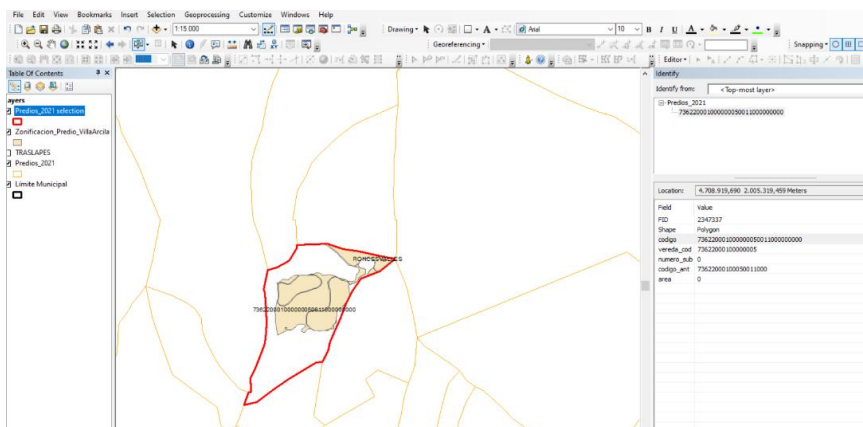 File Edit View Bookmarks Insert Selection Geoprocessing Customize Windows Help
1:15.000
Drawing
Arial
10
B I U A
Georeferencing
Snapping
Editor
Table Of Contents
ayers
Predios_2021 selection
Zonificacion_Predio_VillaArcila
TRASLAPES
Predios_2021
Límite Municipal
RONCESVALLES
Identify
Identify from: <Top-most layer>
Predios_2021
Location: 4.708.919,690 2.005.319,459 Meters
Field Value
FID 2347337
Shape Polygon
codigo
vereda_cod 73622000100000005
numero_sub 0
codigo_ant 73622000100050011000
area 0